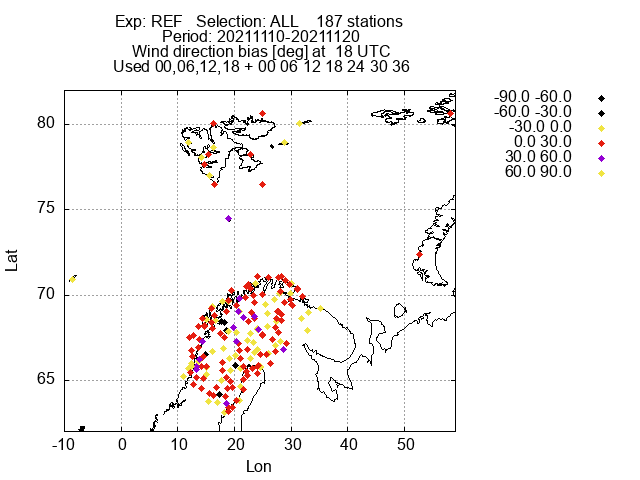 Exp: REF   Selection: ALL    187 stations
Period: 20211110-20211120
Wind direction bias [deg] at  18 UTC
Used 00,06,12,18 + 00 06 12 18 24 30 36
-90.0 -60.0
-60.0 -30.0
-30.0 0.0
0.0 30.0
30.0 60.0
60.0 90.0
80
75
70
65
Lat
-10 0 10 20 30 40 50
Lon